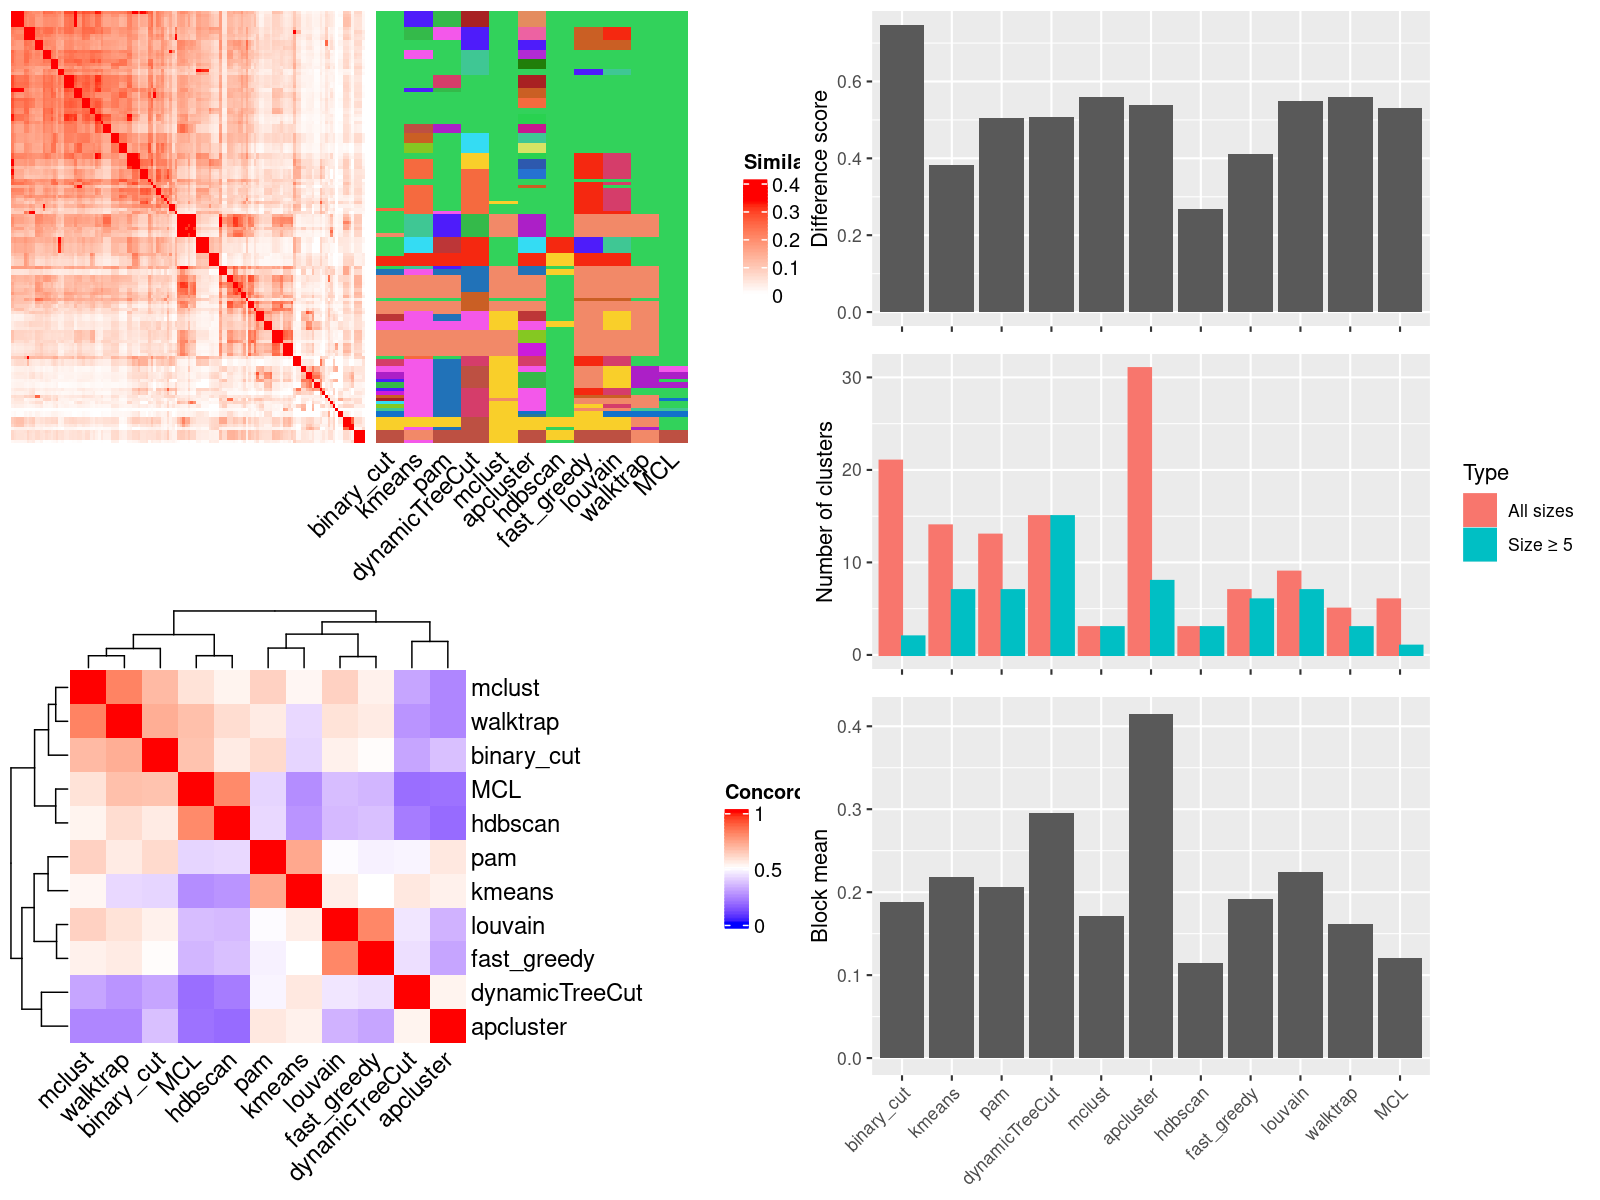 Simila
0.4
0.3
0.2
0.1
0
binary_cut
kmeans
pam
dynamicTreeCut
mclust
apcluster
hdbscan
fast_greedy
louvain
walktrap
MCL
mclust
walktrap
binary_cut
MCL
hdbscan
pam
kmeans
louvain
fast_greedy
dynamicTreeCut
apcluster
mclust
walktrap
binary_cut
MCL
hdbscan
pam
kmeans
louvain
fast_greedy
dynamicTreeCut
apcluster
Concord
1
0.5
0
Difference score
0.6
0.4
0.2
0.0
Number of clusters
30
20
10
0
Type
All sizes
Size ≥ 5
Block mean
0.4
0.3
0.2
0.1
0.0
binary_cut
kmeans
pam
dynamicTreeCut
mclust
apcluster
hdbscan
fast_greedy
louvain
walktrap
MCL